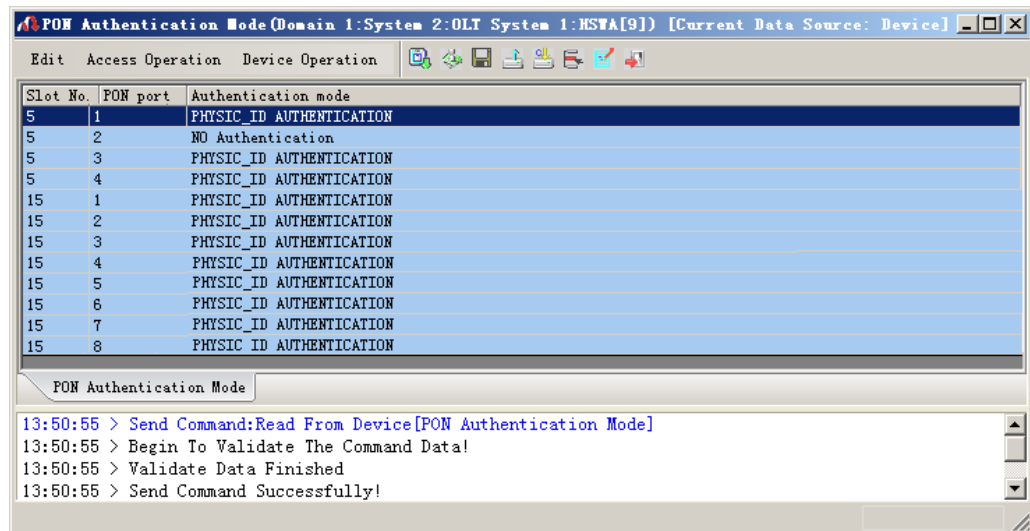 PON Authentication Mode(Domain 1:System 2:OLT System 1:HSWA[9]) [Current Data Source: Device]
Edit Access Operation Device Operation
Slot No. PON port Authentication mode
5 1 PHYSIC_ID AUTHENTICATION
5 2 NO Authentication
5 3 PHYSIC_ID AUTHENTICATION
5 4 PHYSIC_ID AUTHENTICATION
15 1 PHYSIC_ID AUTHENTICATION
15 2 PHYSIC_ID AUTHENTICATION
15 3 PHYSIC_ID AUTHENTICATION
15 4 PHYSIC_ID AUTHENTICATION
15 5 PHYSIC_ID AUTHENTICATION
15 6 PHYSIC_ID AUTHENTICATION
15 7 PHYSIC_ID AUTHENTICATION
15 8 PHYSIC ID AUTHENTICATION
PON Authentication Mode
13:50:55 > Send Command:Read From Device[PON Authentication Mode]
13:50:55 > Begin To Validate The Command Data!
13:50:55 > Validate Data Finished
13:50:55 > Send Command Successfully!